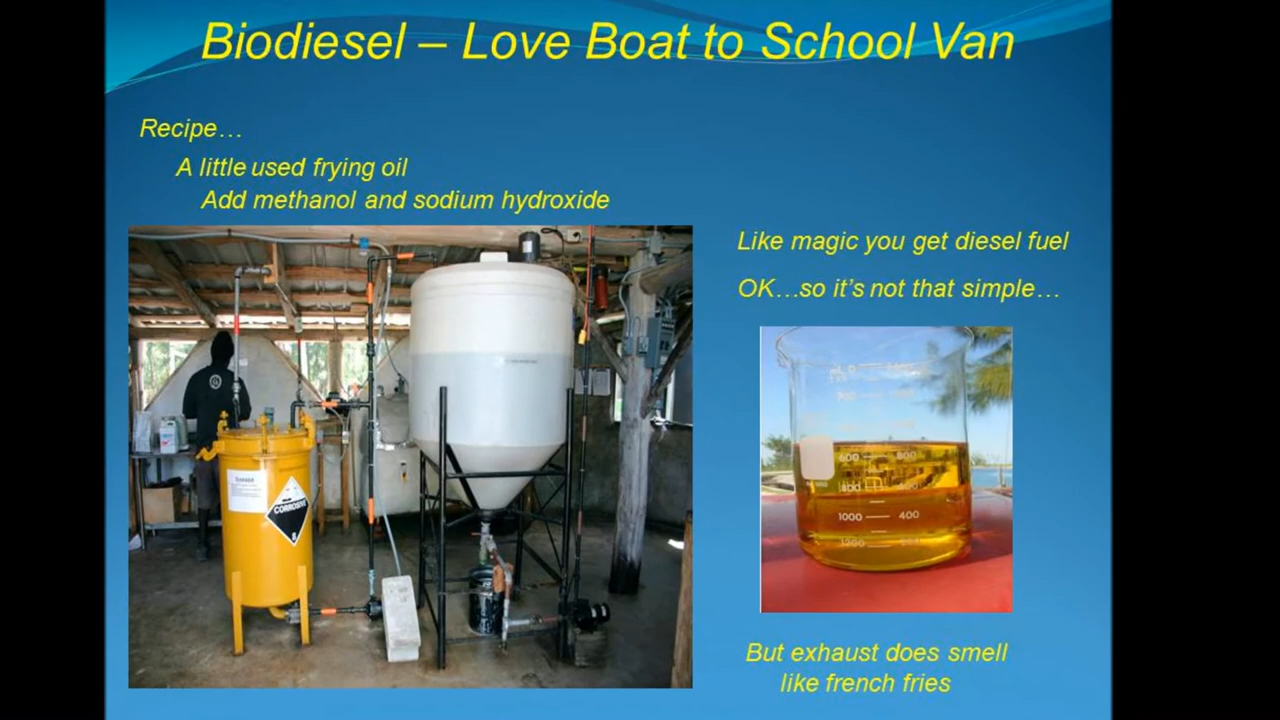 Biodiesel – Love Boat to School Van
Recipe…
A little used frying oil
Add methanol and sodium hydroxide
Like magic you get diesel fuel
OK…so it's not that simple…
CORROSIVE
8
600 800
1000 400
But exhaust does smell
like french fries